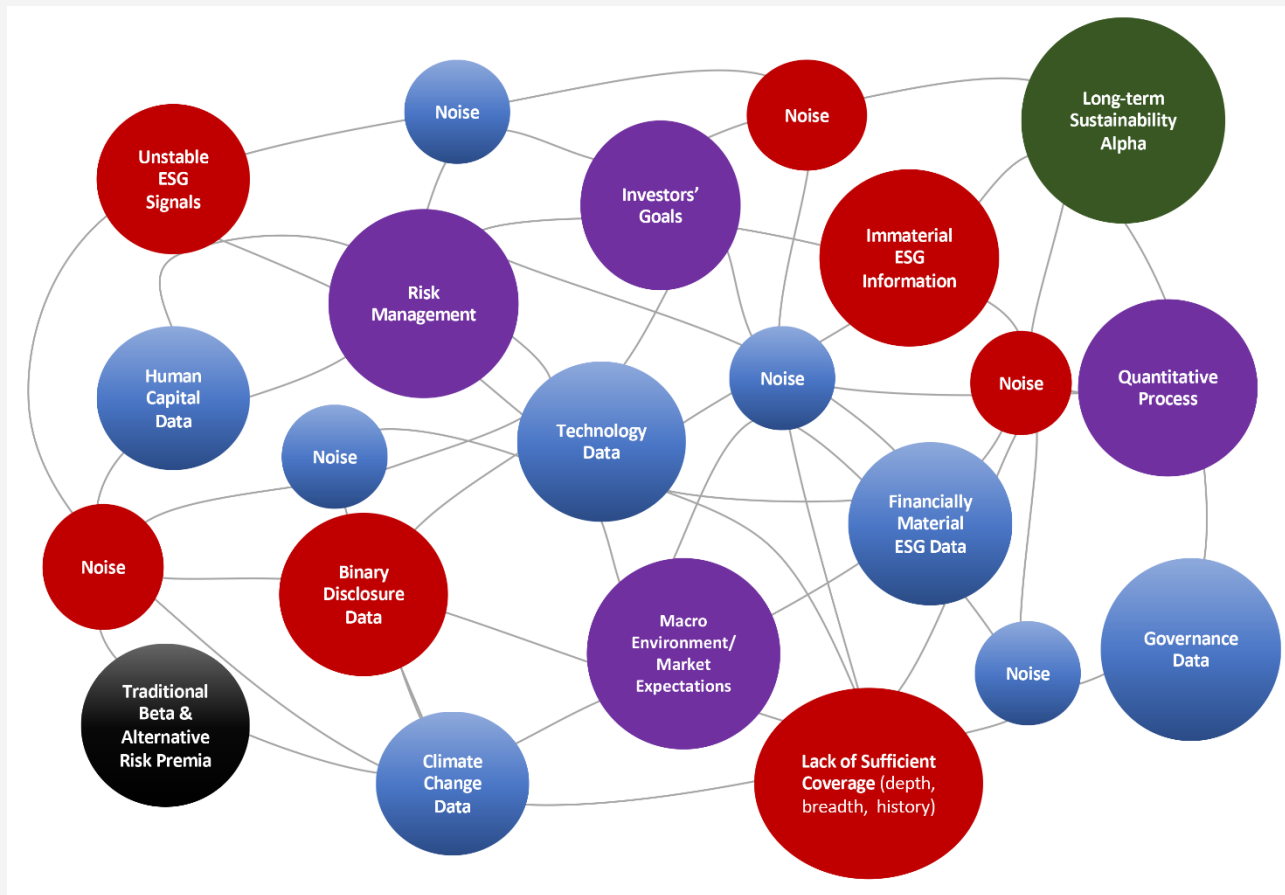 Noise
Noise
Long-term
Sustainability
Alpha
Unstable
ESG
Signals
Investors'
Goals
Immaterial
ESG
Information
Risk
Management
Human
Capital
Data
Noise
Noise
Quantitative
Process
Noise
Technology
Data
Financially
Material
ESG Data
Noise
Binary
Disclosure
Data
Macro
Environment/
Market
Expectations
Noise
Governance
Data
Traditional
Beta &
Alternative
Risk Premia
Climate
Change
Data
Lack of Sufficient
Coverage (depth,
breadth, history)